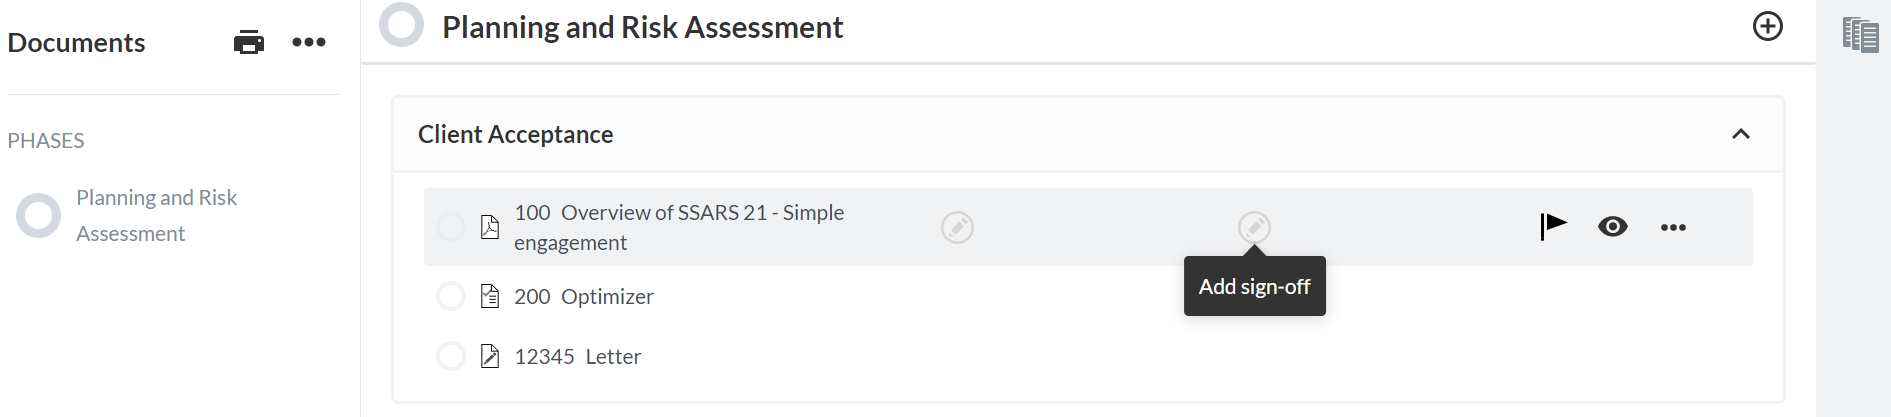 Documents
PHASES
Planning and Risk
Assessment
Planning and Risk Assessment
Client Acceptance
100 Overview of SSARS 21 - Simple
engagement
Add sign-off
200 Optimizer
12345 Letter